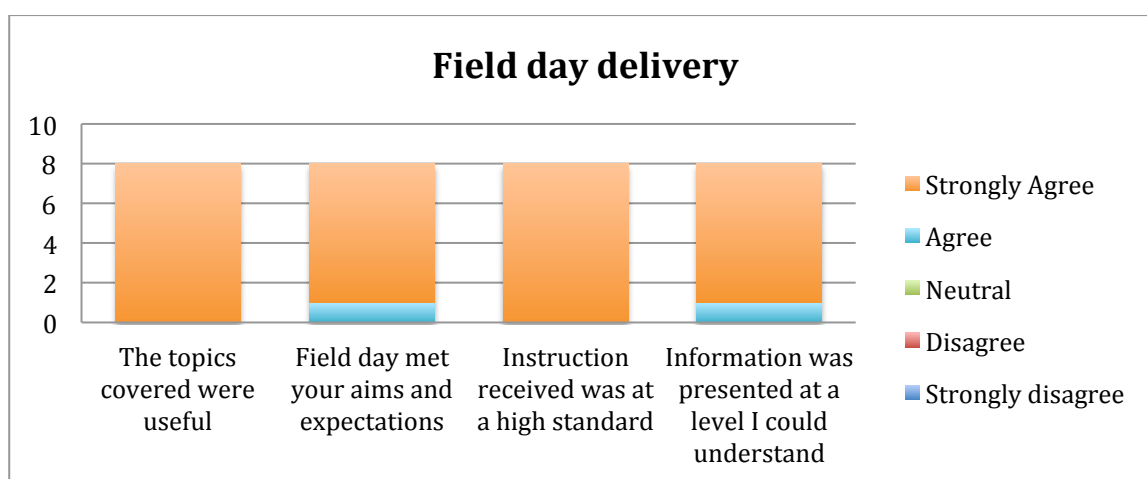 Field day delivery
10
8
6
4
2
0
The topics
covered were
useful
Field day met
your aims and
expectations
Instruction
received was at
a high standard
Information was
presented at a
level I could
understand
Strongly Agree
Agree
Neutral
Disagree
Strongly disagree